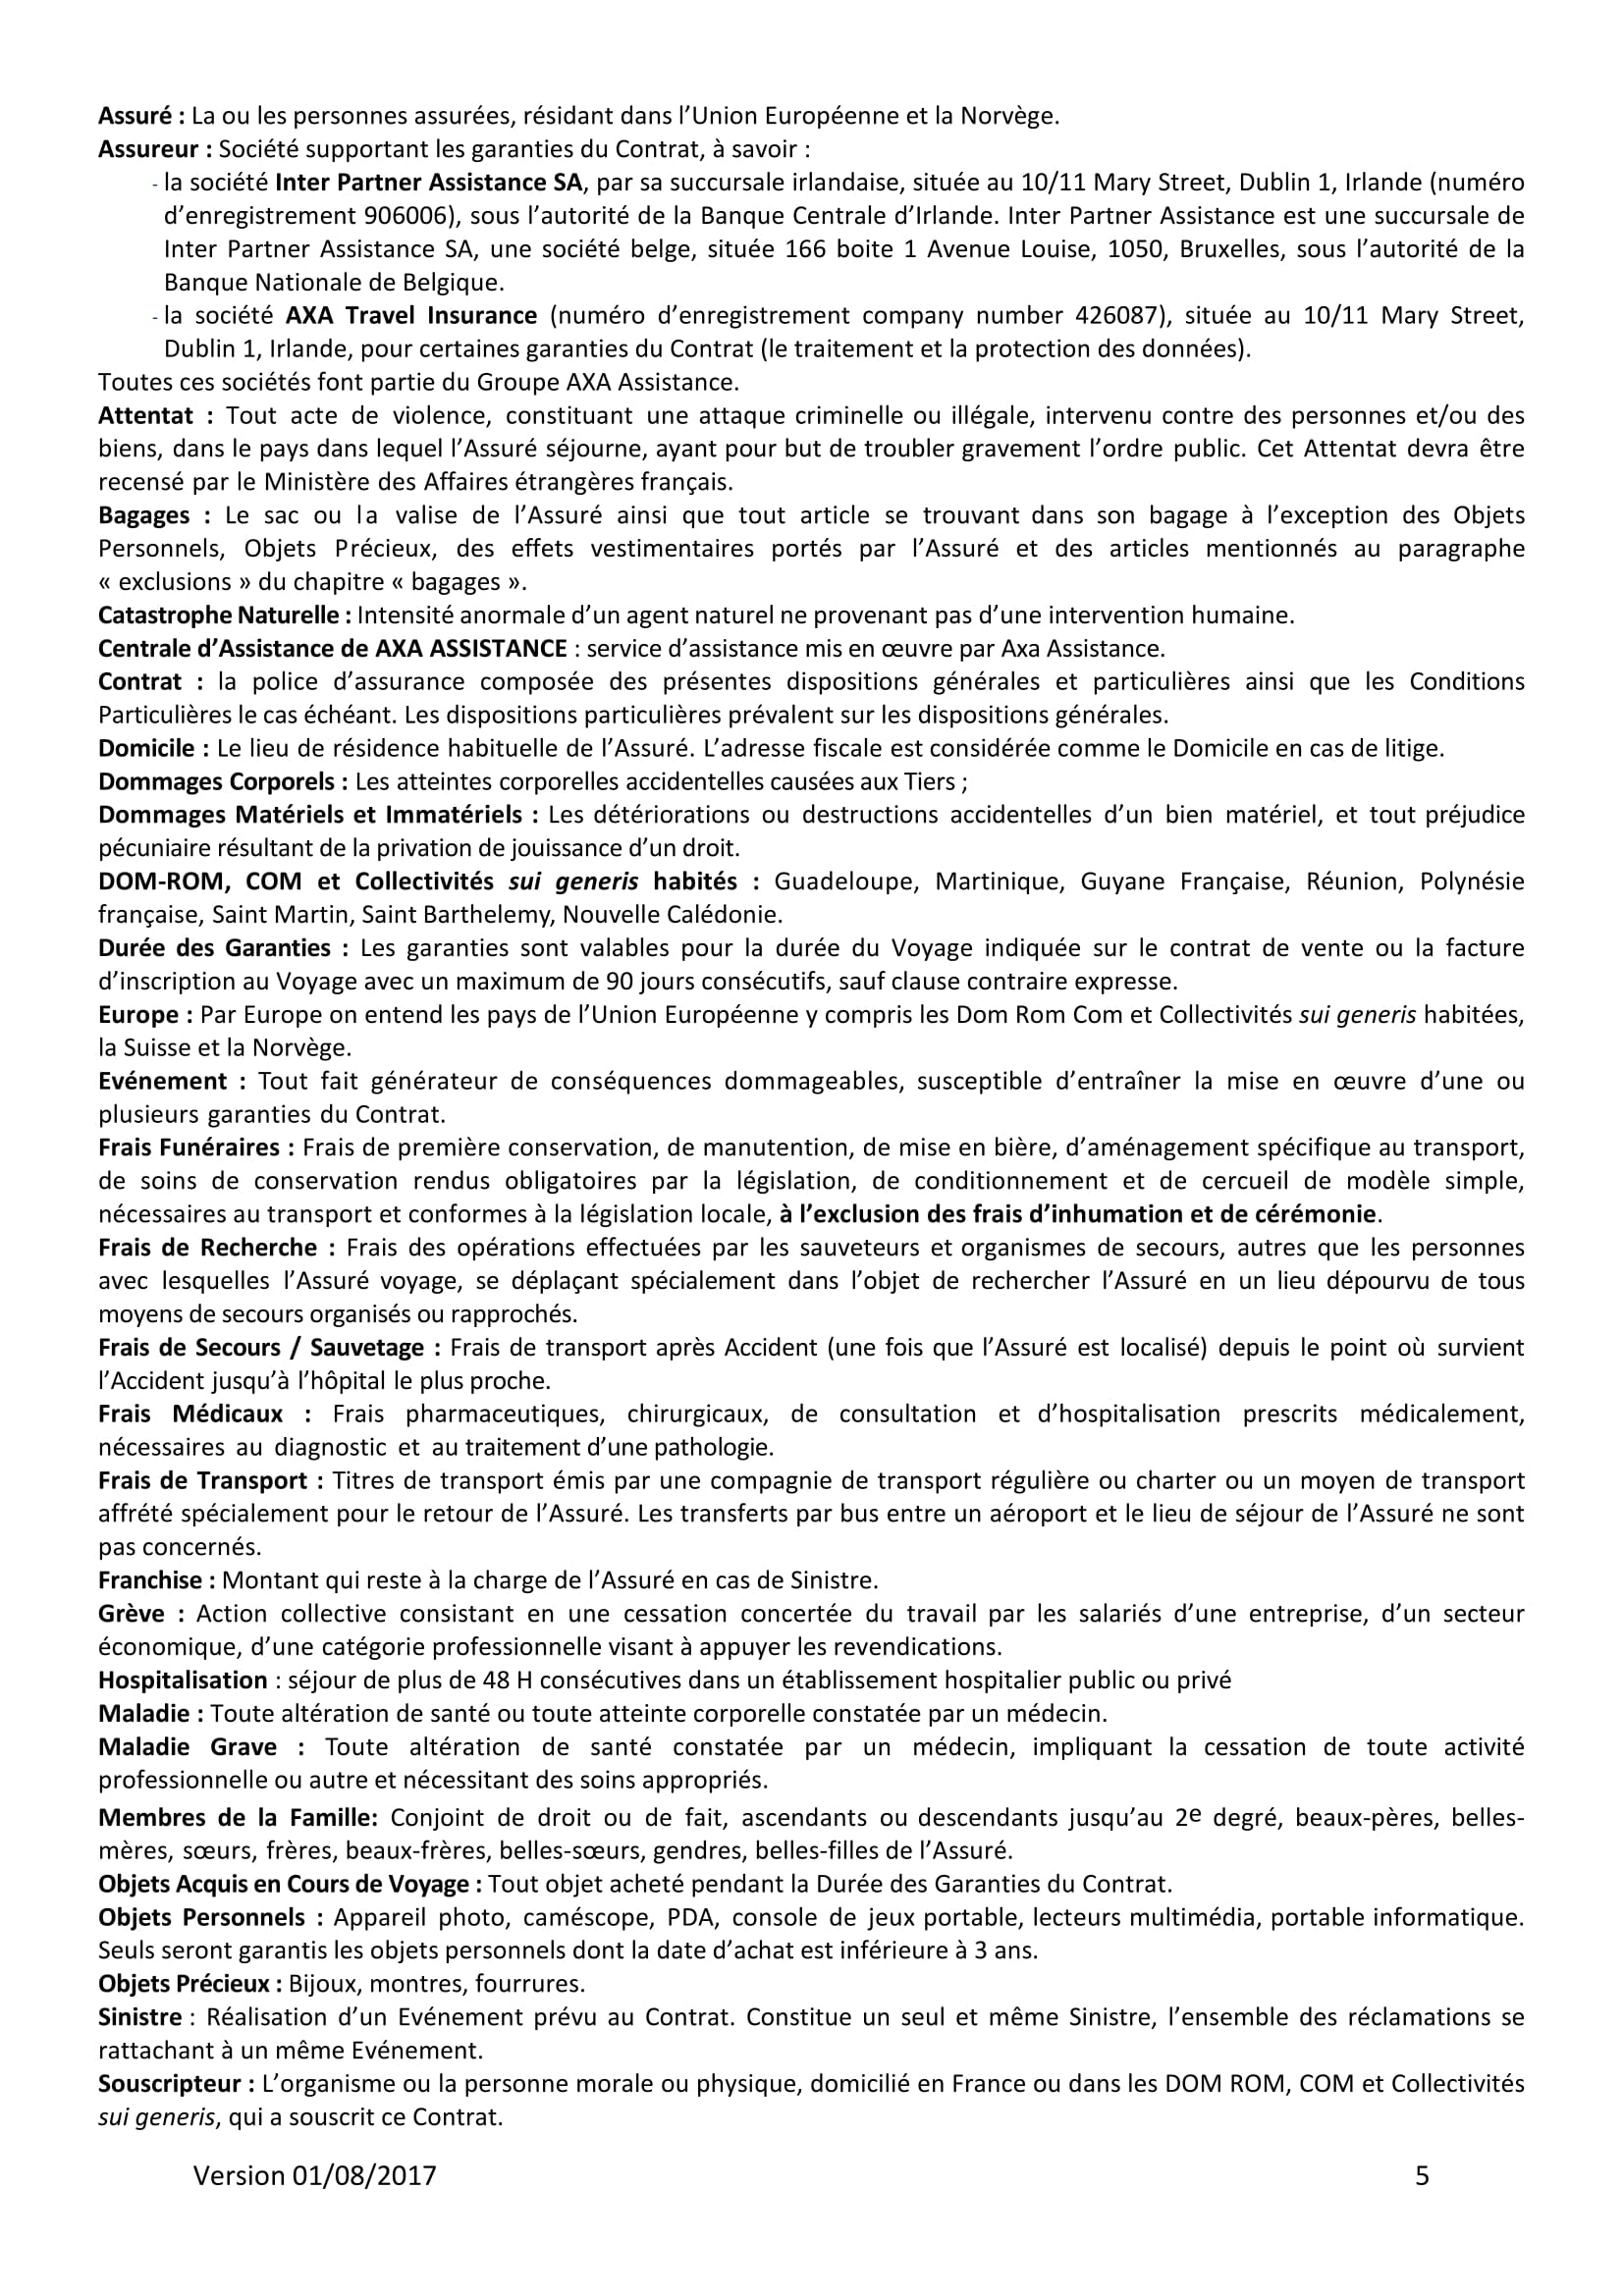 Assuré : La ou les personnes assurées, résidant dans l’Union Européenne et la Norvège.
Assureur : Société supportant les garanties du Contrat, à savoir :
- la société Inter Partner Assistance SA, par sa succursale irlandaise, située au 10/11 Mary Street, Dublin 1, Irlande (numéro
d’enregistrement 906006), sous l’autorité de la Banque Centrale d’Irlande. Inter Partner Assistance est une succursale de
Inter Partner Assistance SA, une société belge, située 166 boite 1 Avenue Louise, 1050, Bruxelles, sous l’autorité de la
Banque Nationale de Belgique.
- la société AXA Travel Insurance (numéro d’enregistrement company number 426087), située au 10/11 Mary Street,
Dublin 1, Irlande, pour certaines garanties du Contrat (le traitement et la protection des données).
Toutes ces sociétés font partie du Groupe AXA Assistance.
Attentat : Tout acte de violence, constituant une attaque criminelle ou illégale, intervenu contre des personnes et/ou des
biens, dans le pays dans lequel l’Assuré séjourne, ayant pour but de troubler gravement l’ordre public. Cet Attentat devra être
recensé par le Ministère des Affaires étrangères français.
Bagages : Le sac ou la valise de l’Assuré ainsi que tout article se trouvant dans son bagage à l’exception des Objets
Personnels, Objets Précieux, des effets vestimentaires portés par l’Assuré et des articles mentionnés au paragraphe
« exclusions » du chapitre « bagages ».
Catastrophe Naturelle : Intensité anormale d’un agent naturel ne provenant pas d’une intervention humaine.
Centrale d’Assistance de AXA ASSISTANCE : service d’assistance mis en œuvre par Axa Assistance.
Contrat : la police d’assurance composée des présentes dispositions générales et particulières ainsi que les Conditions
Particulières le cas échéant. Les dispositions particulières prévalent sur les dispositions générales.
Domicile : Le lieu de résidence habituelle de l’Assuré. L’adresse fiscale est considérée comme le Domicile en cas de litige.
Dommages Corporels : Les atteintes corporelles accidentelles causées aux Tiers ;
Dommages Matériels et Immatériels : Les détériorations ou destructions accidentelles d’un bien matériel, et tout préjudice
pécuniaire résultant de la privation de jouissance d’un droit.
DOM-ROM, COM et Collectivités sui generis habités : Guadeloupe, Martinique, Guyane Française, Réunion, Polynésie
française, Saint Martin, Saint Barthelemy, Nouvelle Calédonie.
Durée des Garanties : Les garanties sont valables pour la durée du Voyage indiquée sur le contrat de vente ou la facture
d’inscription au Voyage avec un maximum de 90 jours consécutifs, sauf clause contraire expresse.
Europe : Par Europe on entend les pays de l’Union Européenne y compris les Dom Rom Com et Collectivités sui generis habitées,
la Suisse et la Norvège.
Evénement : Tout fait générateur de conséquences dommageables, susceptible d’entraîner la mise en œuvre d’une ou
plusieurs garanties du Contrat.
Frais Funéraires : Frais de première conservation, de manutention, de mise en bière, d’aménagement spécifique au transport,
de soins de conservation rendus obligatoires par la législation, de conditionnement et de cercueil de modèle simple,
nécessaires au transport et conformes à la législation locale, à l’exclusion des frais d’inhumation et de cérémonie.
Frais de Recherche : Frais des opérations effectuées par les sauveteurs et organismes de secours, autres que les personnes
avec lesquelles l’Assuré voyage, se déplaçant spécialement dans l’objet de rechercher l’Assuré en un lieu dépourvu de tous
moyens de secours organisés ou rapprochés.
Frais de Secours / Sauvetage : Frais de transport après Accident (une fois que l’Assuré est localisé) depuis le point où survient
l’Accident jusqu’à l’hôpital le plus proche.
Frais Médicaux : Frais pharmaceutiques, chirurgicaux, de consultation et d’hospitalisation prescrits médicalement,
nécessaires au diagnostic et au traitement d’une pathologie.
Frais de Transport : Titres de transport émis par une compagnie de transport régulière ou charter ou un moyen de transport
affrété spécialement pour le retour de l’Assuré. Les transferts par bus entre un aéroport et le lieu de séjour de l’Assuré ne sont
pas concernés.
Franchise : Montant qui reste à la charge de l’Assuré en cas de Sinistre.
Grève : Action collective consistant en une cessation concertée du travail par les salariés d’une entreprise, d’un secteur
économique, d’une catégorie professionnelle visant à appuyer les revendications.
Hospitalisation : séjour de plus de 48 H consécutives dans un établissement hospitalier public ou privé
Maladie : Toute altération de santé ou toute atteinte corporelle constatée par un médecin.
Maladie Grave : Toute altération de santé constatée par un médecin, impliquant la cessation de toute activité
professionnelle ou autre et nécessitant des soins appropriés.
Membres de la Famille: Conjoint de droit ou de fait, ascendants ou descendants jusqu’au 2e degré, beaux-pères, belles-
mères, sœurs, frères, beaux-frères, belles-sœurs, gendres, belles-filles de l’Assuré.
Objets Acquis en Cours de Voyage : Tout objet acheté pendant la Durée des Garanties du Contrat.
Objets Personnels : Appareil photo, caméscope, PDA, console de jeux portable, lecteurs multimédia, portable informatique.
Seuls seront garantis les objets personnels dont la date d’achat est inférieure à 3 ans.
Objets Précieux : Bijoux, montres, fourrures.
Sinistre : Réalisation d’un Evénement prévu au Contrat. Constitue un seul et même Sinistre, l’ensemble des réclamations se
rattachant à un même Evénement.
Souscripteur : L’organisme ou la personne morale ou physique, domicilié en France ou dans les DOM ROM, COM et Collectivités
sui generis, qui a souscrit ce Contrat.
Version 01/08/2017 5